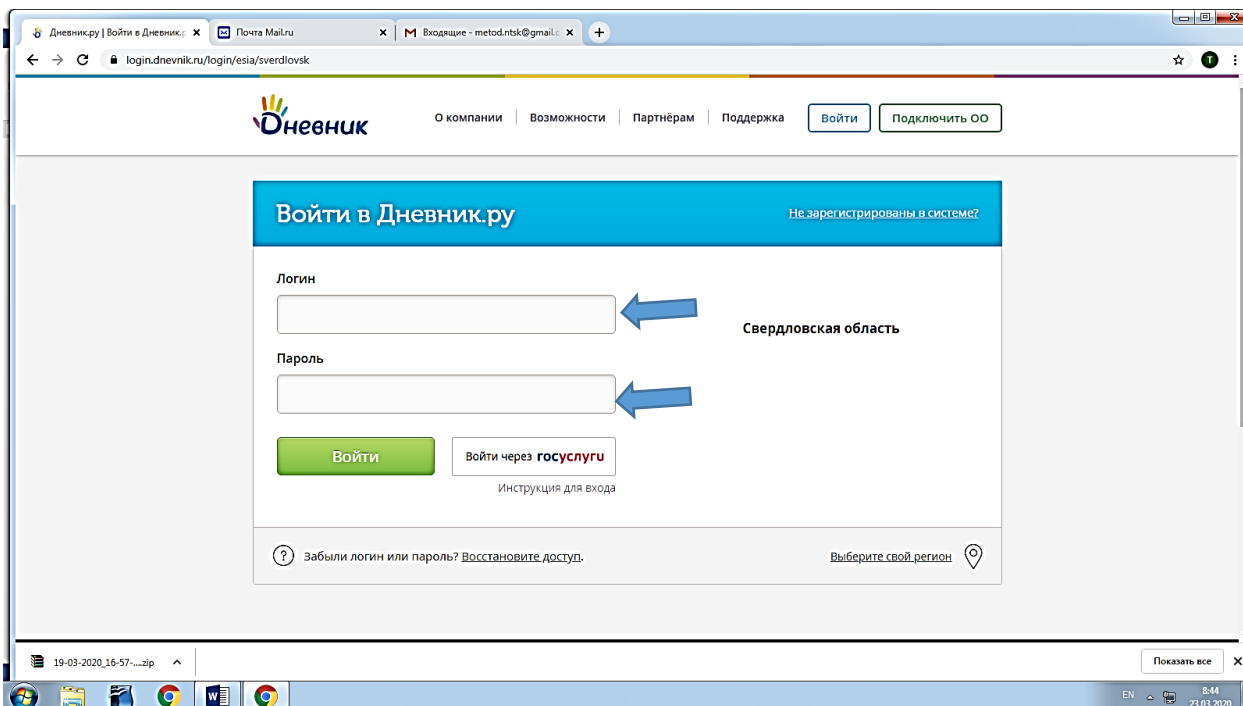 Дневник.ру | Войти в Дневник.р
Почта Mail.ru
Входящие - metod.ntsk@gmail.c
login.dnevnik.ru/login/esia/sverdlovsk
T
Дневник
О компании
Возможности
Партнёрам
Поддержка
Войти
Подключить ОО
Войти в Дневник.ру
Не зарегистрированы в системе?
Логин
Свердловская область
Пароль
Войти
Войти через госуслуги
Инструкция для входа
? Забыли логин или пароль? Восстановите доступ.
Выберите свой регион
19-03-2020_16-57-....zip
Показать все
W
EN
8:44
23.03.2020